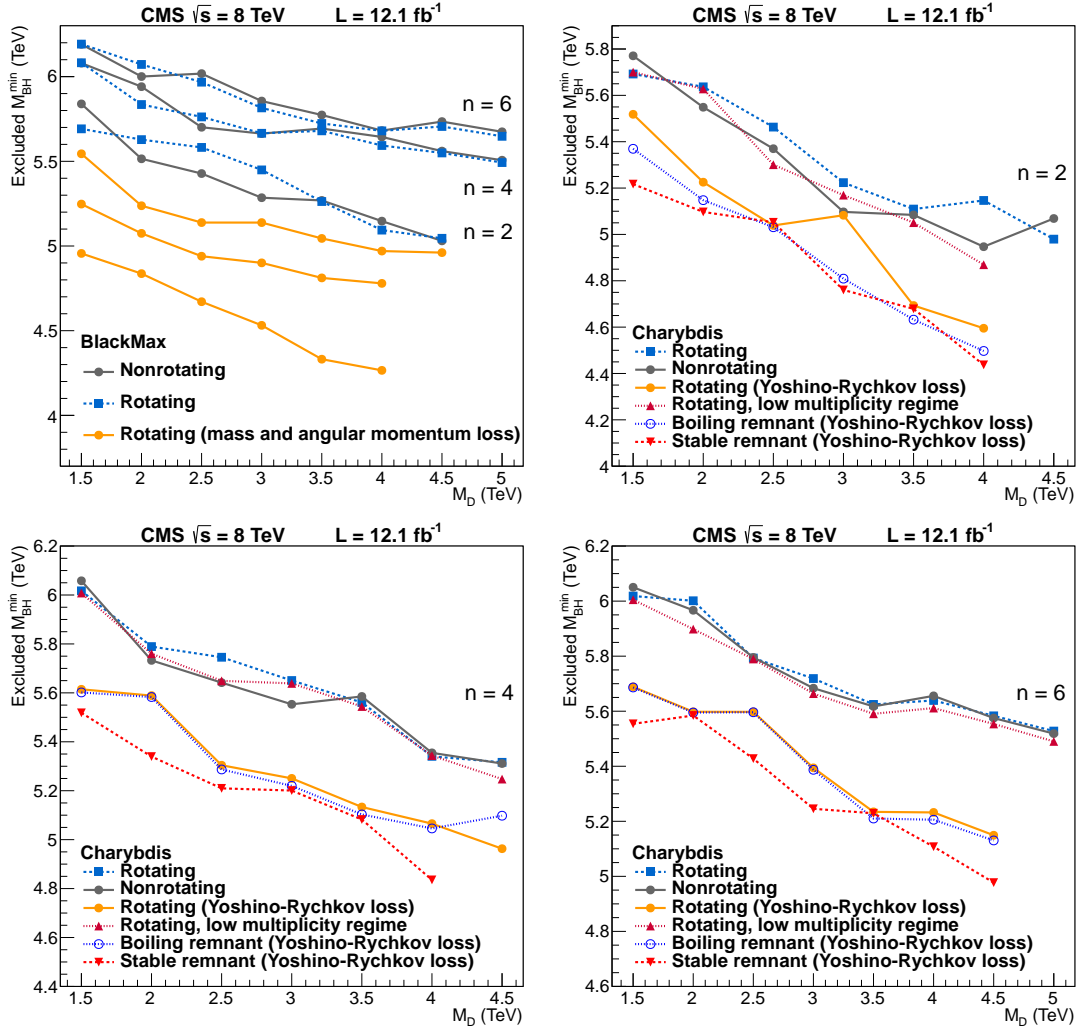 CMS √s = 8 TeV L = 12.1 fb⁻¹
Excluded M_BH^min (TeV)
6
5.5
5
4.5
4
n = 6
n = 4
n = 2
BlackMax
Nonrotating
Rotating
Rotating (mass and angular momentum loss)
1.5 2 2.5 3 3.5 4 4.5 5
M_D (TeV)
CMS √s = 8 TeV L = 12.1 fb⁻¹
Excluded M_BH^min (TeV)
5.8
5.6
5.4
5.2
5
4.8
4.6
4.4
4.2
4
n = 2
Charybdis
Rotating
Nonrotating
Rotating (Yoshino-Rychkov loss)
Rotating, low multiplicity regime
Boiling remnant (Yoshino-Rychkov loss)
Stable remnant (Yoshino-Rychkov loss)
1.5 2 2.5 3 3.5 4 4.5
M_D (TeV)
CMS √s = 8 TeV L = 12.1 fb⁻¹
Excluded M_BH^min (TeV)
6.2
6
5.8
5.6
5.4
5.2
5
4.8
4.6
4.4
n = 4
Charybdis
Rotating
Nonrotating
Rotating (Yoshino-Rychkov loss)
Rotating, low multiplicity regime
Boiling remnant (Yoshino-Rychkov loss)
Stable remnant (Yoshino-Rychkov loss)
1.5 2 2.5 3 3.5 4 4.5
M_D (TeV)
CMS √s = 8 TeV L = 12.1 fb⁻¹
Excluded M_BH^min (TeV)
6.2
6
5.8
5.6
5.4
5.2
5
4.8
4.6
n = 6
Charybdis
Rotating
Nonrotating
Rotating (Yoshino-Rychkov loss)
Rotating, low multiplicity regime
Boiling remnant (Yoshino-Rychkov loss)
Stable remnant (Yoshino-Rychkov loss)
1.5 2 2.5 3 3.5 4 4.5 5
M_D (TeV)